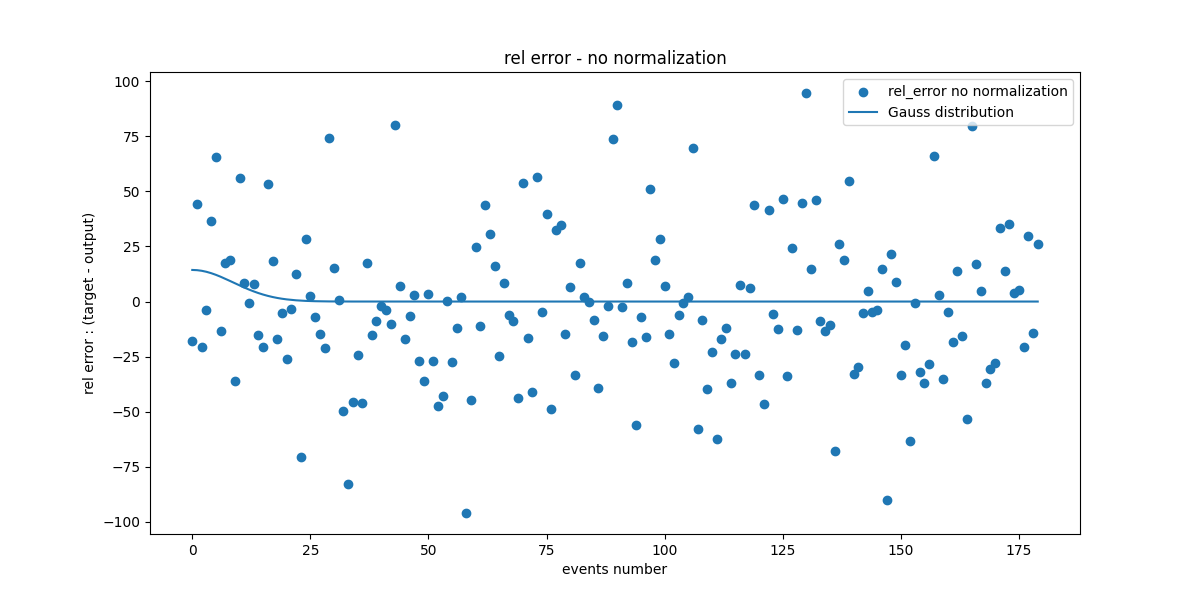 rel error - no normalization
rel_error no normalization
Gauss distribution
rel error : (target - output)
100
75
50
25
0
−25
−50
−75
−100
0 25 50 75 100 125 150 175
events number